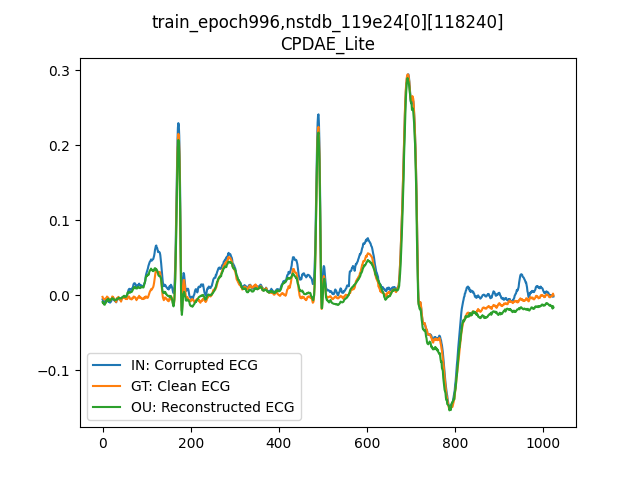 train_epoch996,nstdb_119e24[0][118240]
CPDAE_Lite
0.3
0.2
0.1
0.0
−0.1
IN: Corrupted ECG
GT: Clean ECG
OU: Reconstructed ECG
0 200 400 600 800 1000